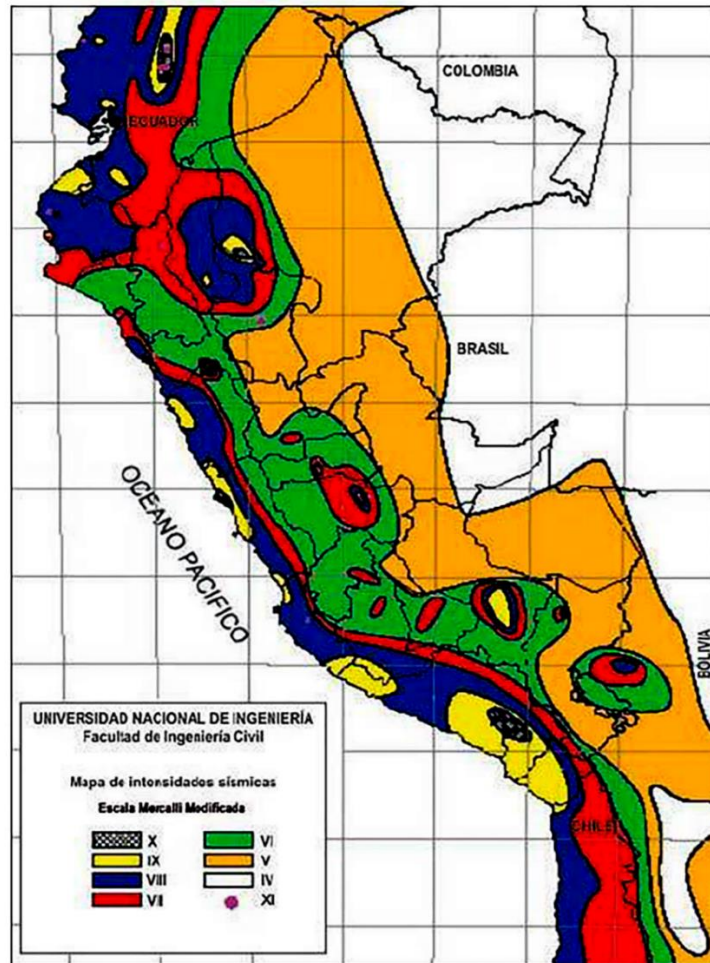 COLOMBIA
ECUADOR
BRASIL
OCEANO PACIFICO
BOLIVIA
CHILE
UNIVERSIDAD NACIONAL DE INGENIERÍA
Facultad de Ingeniería Civil
Mapa de intensidados sísmicas
Escala Mercalli Modificada
X VI
IX V
VIII IV
VII XI